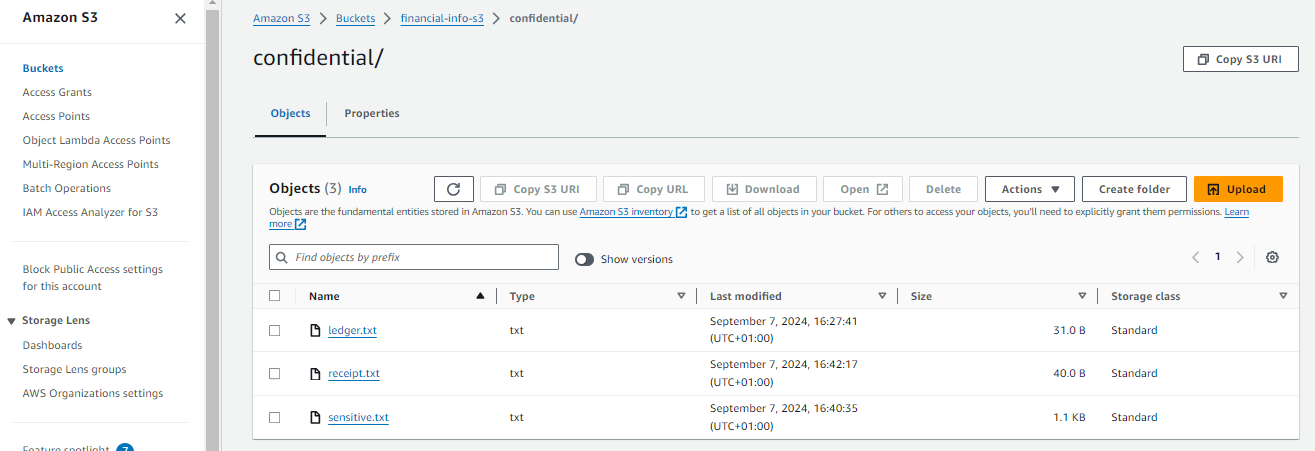 Amazon S3
Buckets
Access Grants
Access Points
Object Lambda Access Points
Multi-Region Access Points
Batch Operations
IAM Access Analyzer for S3
Block Public Access settings
for this account
Storage Lens
Dashboards
Storage Lens groups
AWS Organizations settings
Feature spotlight 7
Amazon S3 > Buckets > financial-info-s3 > confidential/
confidential/
Copy S3 URI
Objects Properties
Objects (3) Info
Copy S3 URI Copy URL Download Open Delete Actions Create folder Upload
Objects are the fundamental entities stored in Amazon S3. You can use Amazon S3 inventory to get a list of all objects in your bucket. For others to access your objects, you'll need to explicitly grant them permissions. Learn
more
Find objects by prefix Show versions 1
Name Type Last modified Size Storage class
ledger.txt txt September 7, 2024, 16:27:41 31.0 B Standard
(UTC+01:00)
receipt.txt txt September 7, 2024, 16:42:17 40.0 B Standard
(UTC+01:00)
sensitive.txt txt September 7, 2024, 16:40:35 1.1 KB Standard
(UTC+01:00)